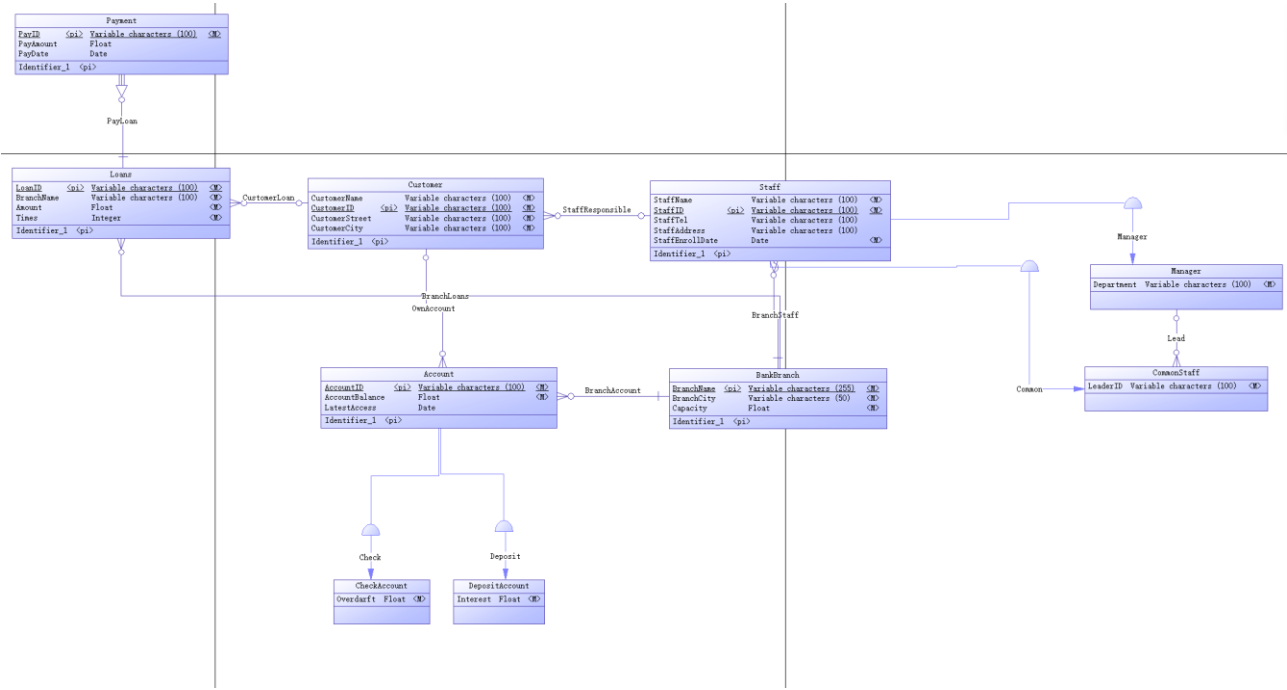 Payment
PayID <pi> Variable characters (100) <M>
PayAmount Float
PayDate Date
Identifier_1 <pi>
PayLoan
Loans
LoanID <pi> Variable characters (100) <M>
BranchName Variable characters (100) <M>
Amount Float <M>
Times Integer <M>
Identifier_1 <pi>
CustomerLoan
Customer
CustomerName Variable characters (100) <M>
CustomerID <pi> Variable characters (100) <M>
CustomerStreet Variable characters (100) <M>
CustomerCity Variable characters (100) <M>
Identifier_1 <pi>
StaffResponsible
Staff
StaffName Variable characters (100) <M>
StaffID <pi> Variable characters (100) <M>
StaffTel Variable characters (100)
StaffAddress Variable characters (100)
StaffEnrollDate Date <M>
Identifier_1 <pi>
Manager
Manager
Department Variable characters (100) <M>
BranchLoans
OwnAccount
BranchStaff
Lead
Account
AccountID <pi> Variable characters (100) <M>
AccountBalance Float <M>
LatestAccess Date
Identifier_1 <pi>
BranchAccount
BankBranch
BranchName <pi> Variable characters (255) <M>
BranchCity Variable characters (50) <M>
Capacity Float <M>
Identifier_1 <pi>
Common
CommonStaff
LeaderID Variable characters (100) <M>
Check
Deposit
CheckAccount
Overdarft Float <M>
DepositAccount
Interest Float <M>